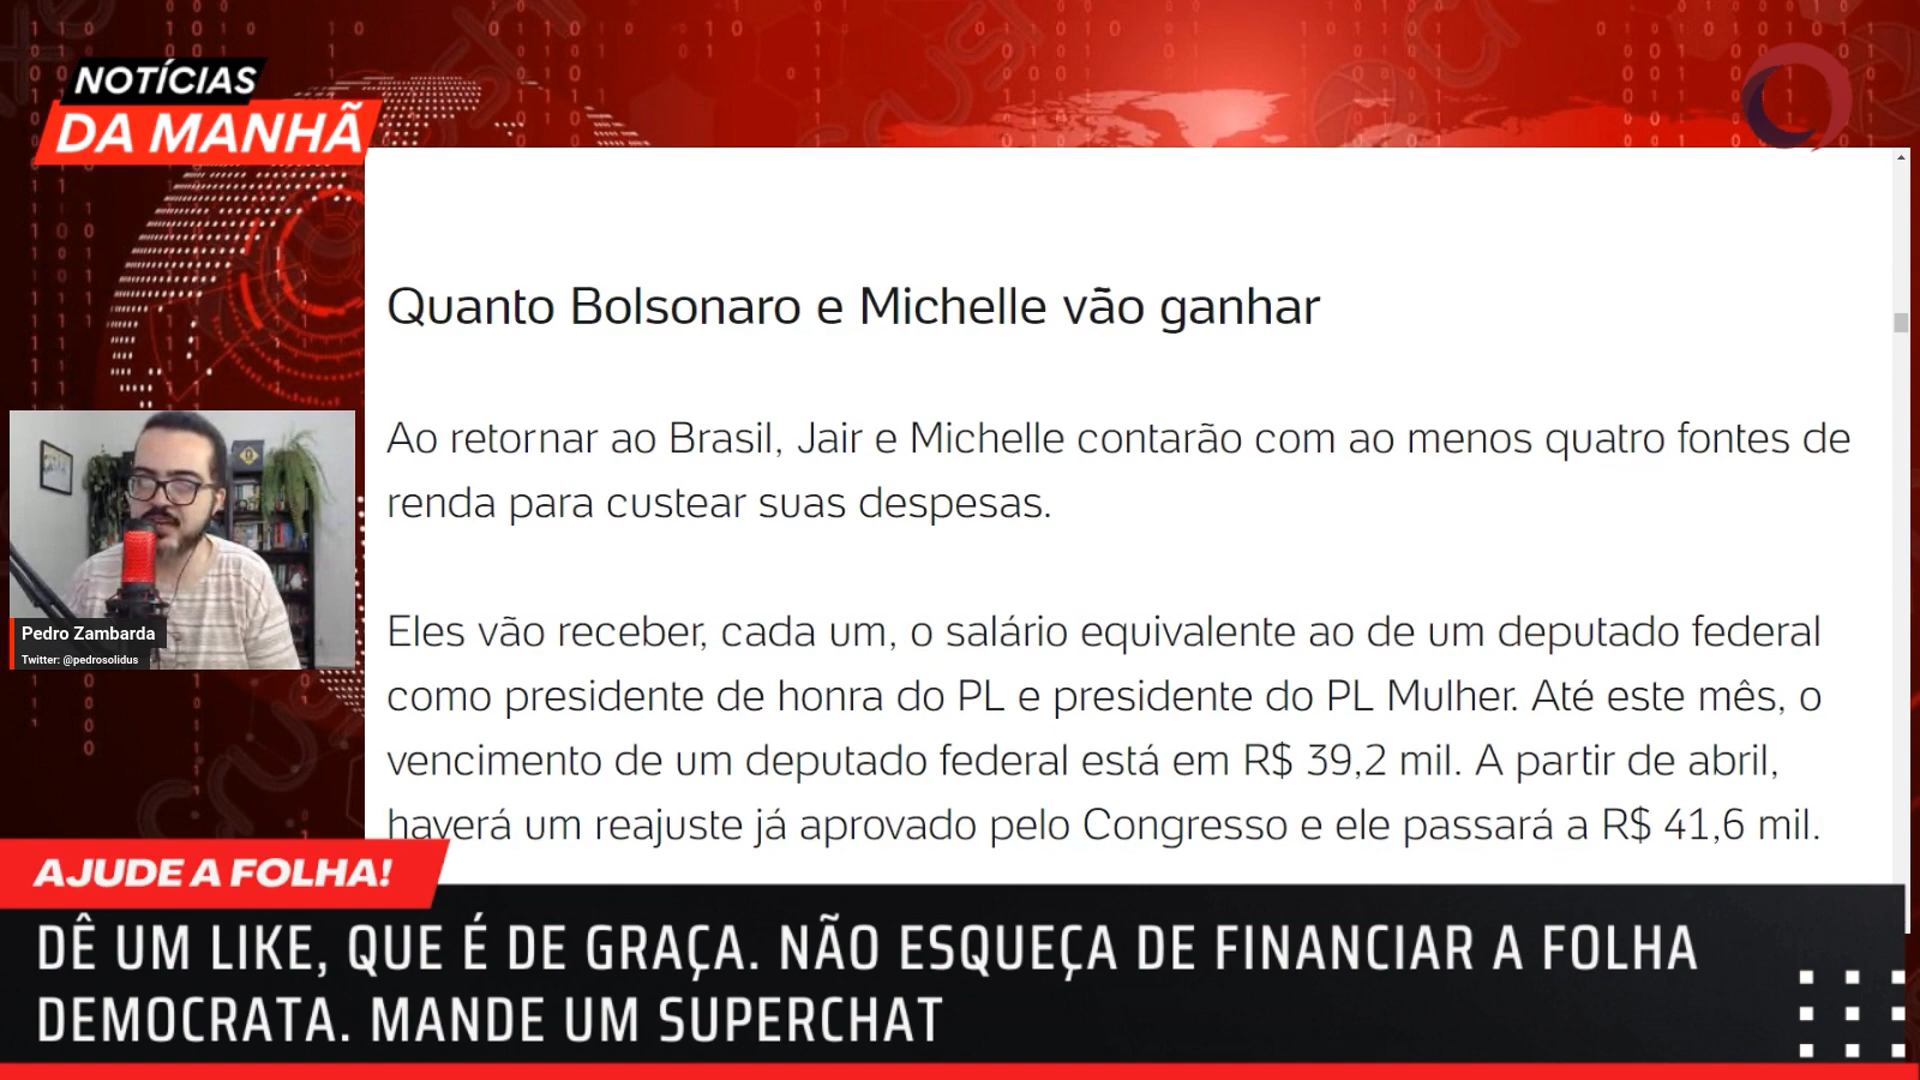 NOTÍCIAS
DA MANHÃ
Quanto Bolsonaro e Michelle vão ganhar
Ao retornar ao Brasil, Jair e Michelle contarão com ao menos quatro fontes de
renda para custear suas despesas.
Eles vão receber, cada um, o salário equivalente ao de um deputado federal
como presidente de honra do PL e presidente do PL Mulher. Até este mês, o
vencimento de um deputado federal está em R$ 39,2 mil. A partir de abril,
haverá um reajuste já aprovado pelo Congresso e ele passará a R$ 41,6 mil.
Pedro Zambarda
Twitter: @pedrosolidus
AJUDE A FOLHA!
DÊ UM LIKE, QUE É DE GRAÇA. NÃO ESQUEÇA DE FINANCIAR A FOLHA
DEMOCRATA. MANDE UM SUPERCHAT